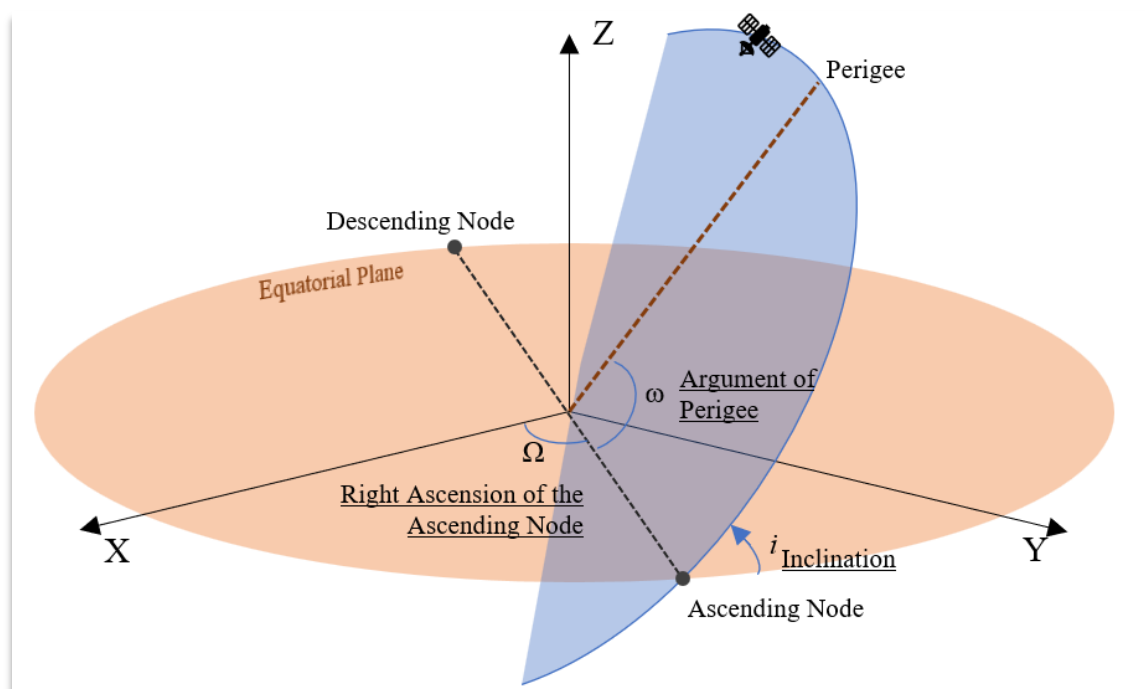 Z
Perigee
Descending Node
Equatorial Plane
ω
Argument of
Perigee
Ω
Right Ascension of the
Ascending Node
X
Y
i
Inclination
Ascending Node